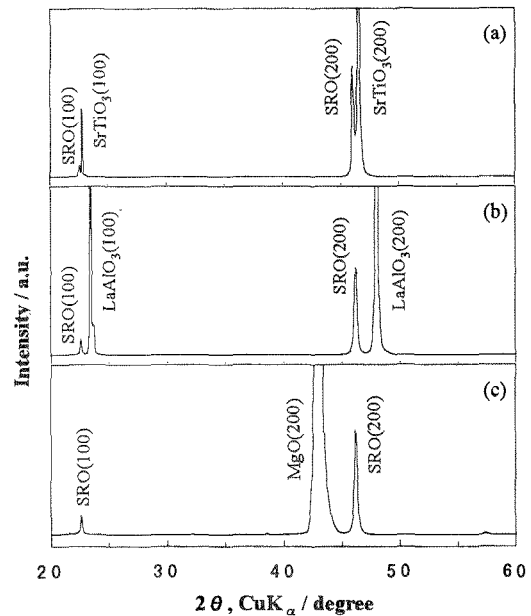 Intensity / a.u.
(a)
SRO(100)
SrTiO₃(100)
SRO(200)
SrTiO₃(200)
(b)
SRO(100)
LaAlO₃(100)
SRO(200)
LaAlO₃(200)
(c)
SRO(100)
MgO(200)
SRO(200)
20 30 40 50 60
2θ, CuKα / degree